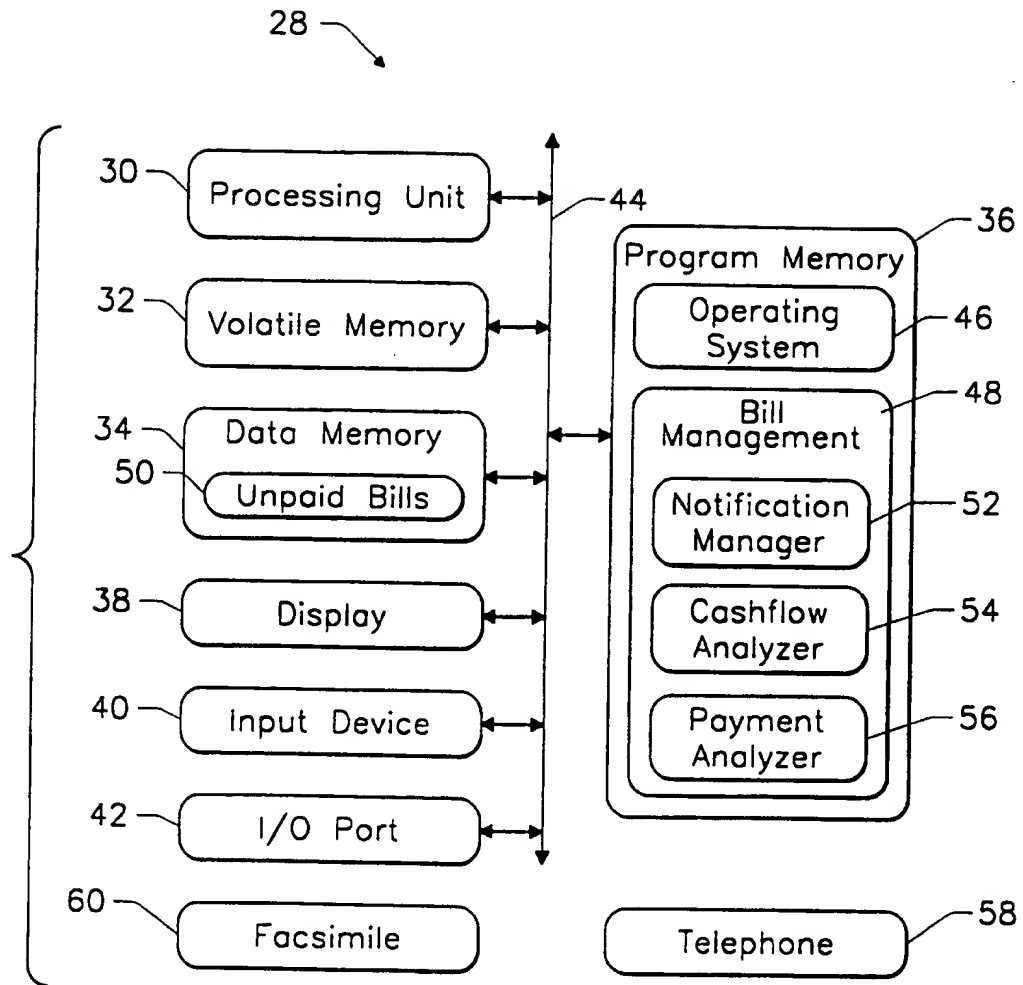 28
30
Processing Unit
44
36
Program Memory
32
Volatile Memory
Operating
System
46
34
Data Memory
50
Unpaid Bills
48
Bill
Management
Notification
Manager
52
38
Display
Cashflow
Analyzer
54
40
Input Device
Payment
Analyzer
56
42
I/O Port
60
Facsimile
Telephone
58